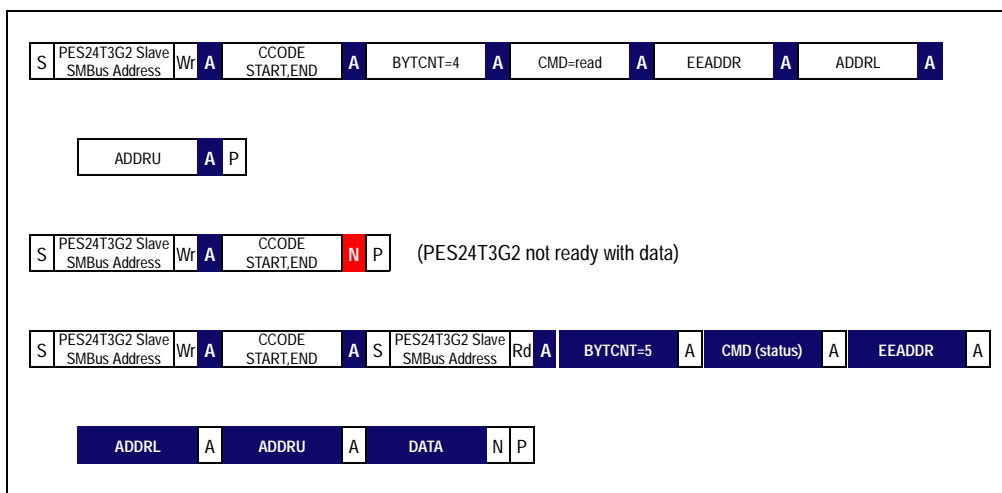 S PES24T3G2 Slave SMBus Address Wr A CCODE START,END A BYTCNT=4 A CMD=read A EEADDR A ADDRL A
ADDRU A P
S PES24T3G2 Slave SMBus Address Wr A CCODE START,END N P (PES24T3G2 not ready with data)
S PES24T3G2 Slave SMBus Address Wr A CCODE START,END A S PES24T3G2 Slave SMBus Address Rd A BYTCNT=5 A CMD (status) A EEADDR A
ADDRL A ADDRU A DATA N P